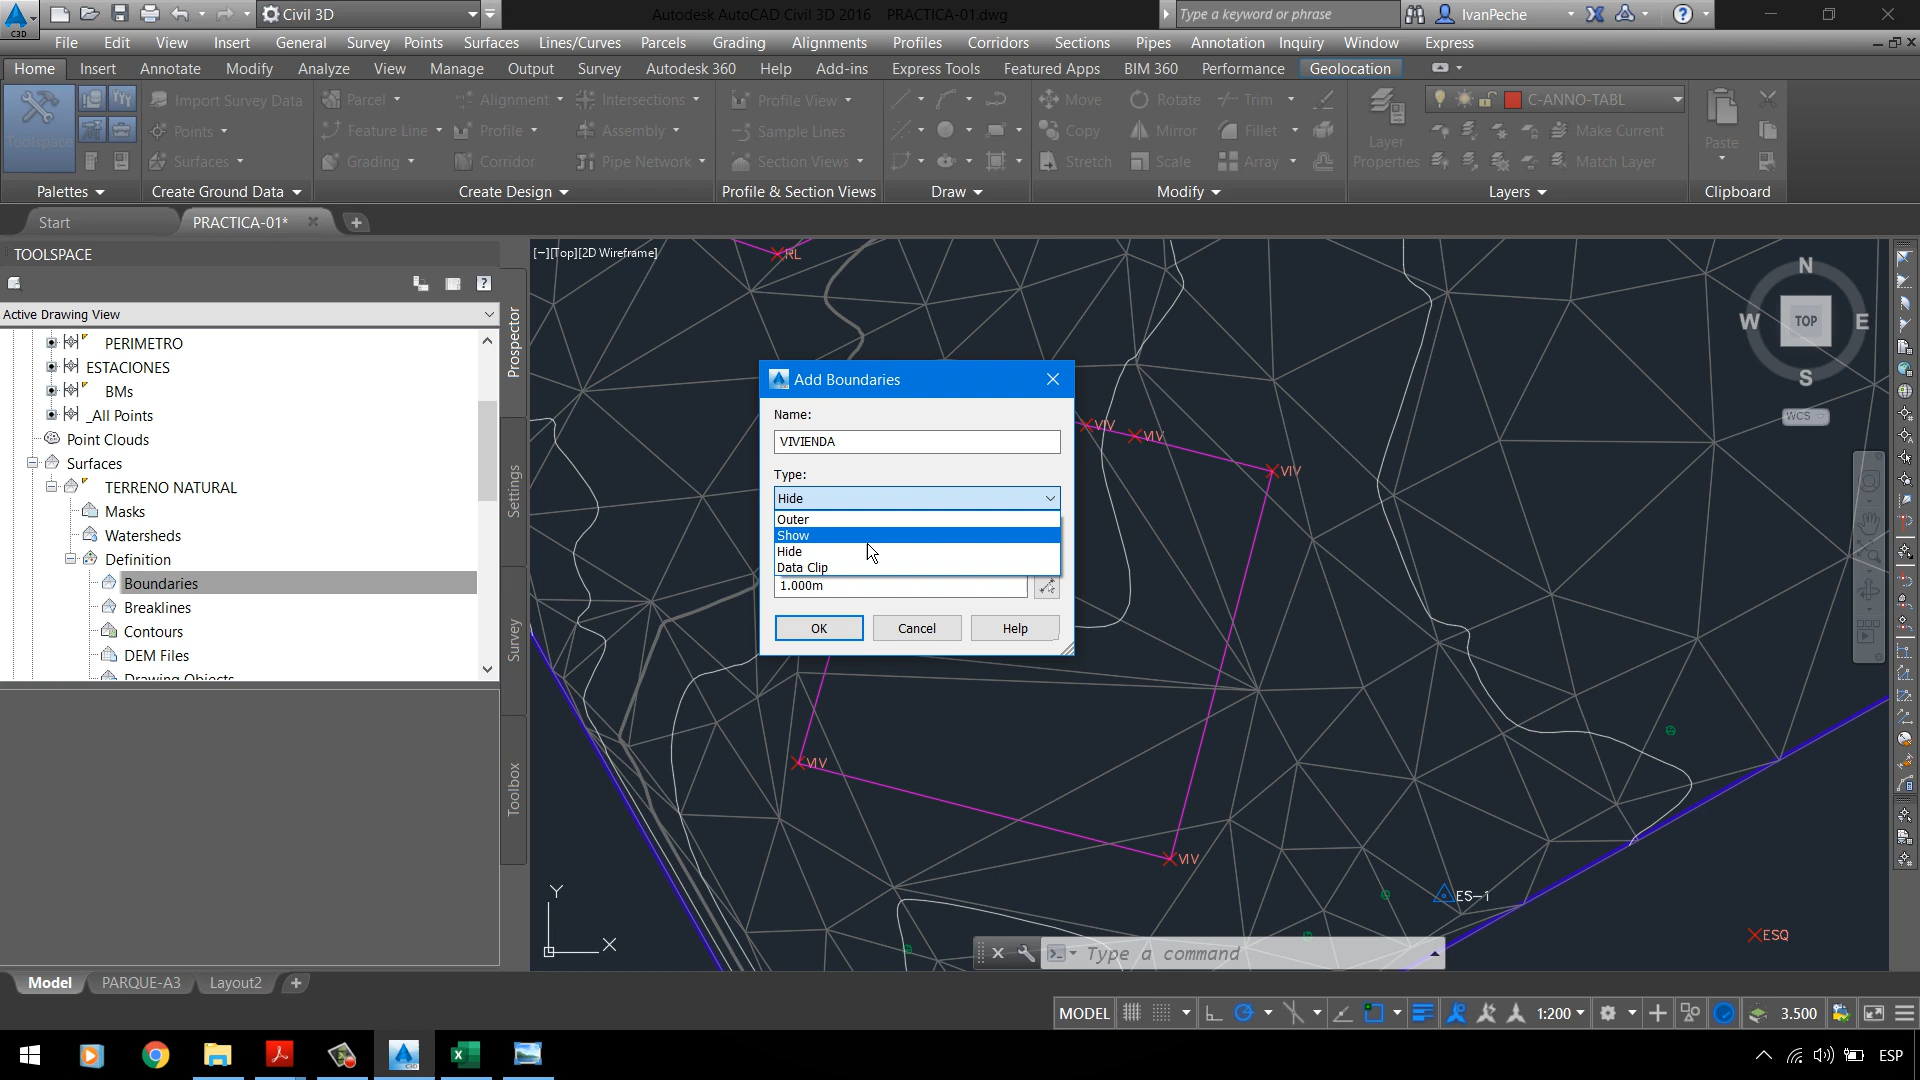 C3D
Civil 3D
Autodesk AutoCAD Civil 3D 2016 PRACTICA-01.dwg
Type a keyword or phrase
IvanPeche
File Edit View Insert General Survey Points Surfaces Lines/Curves Parcels Grading Alignments Profiles Corridors Sections Pipes Annotation Inquiry Window Express
Home Insert Annotate Modify Analyze View Manage Output Survey Autodesk 360 Help Add-ins Express Tools Featured Apps BIM 360 Performance Geolocation
Toolspace
Import Survey Data
Points
Surfaces
Parcel
Feature Line
Grading
Alignment
Profile
Corridor
Intersections
Assembly
Pipe Network
Profile View
Sample Lines
Section Views
Move
Copy
Stretch
Rotate
Mirror
Scale
Trim
Fillet
Array
Layer
Properties
C-ANNO-TABL
Make Current
Match Layer
Paste
Palettes
Create Ground Data
Create Design
Profile & Section Views
Draw
Modify
Layers
Clipboard
Start
PRACTICA-01*
TOOLSPACE
Active Drawing View
PERIMETRO
ESTACIONES
BMs
_All Points
Point Clouds
Surfaces
TERRENO NATURAL
Masks
Watersheds
Definition
Boundaries
Breaklines
Contours
DEM Files
Drawing Objects
Prospector
Settings
Survey
Toolbox
[–][Top][2D Wireframe]
RL
N
W
TOP
E
S
WCS
Add Boundaries
Name:
VIVIENDA
Type:
Hide
Outer
Show
Hide
Data Clip
1.000m
OK
Cancel
Help
VIV
VIV
VIV
VIV
VIV
ES-1
ESQ
Y
X
Type a command
Model
PARQUE-A3
Layout2
MODEL
1:200
3.500
C3D
ESP